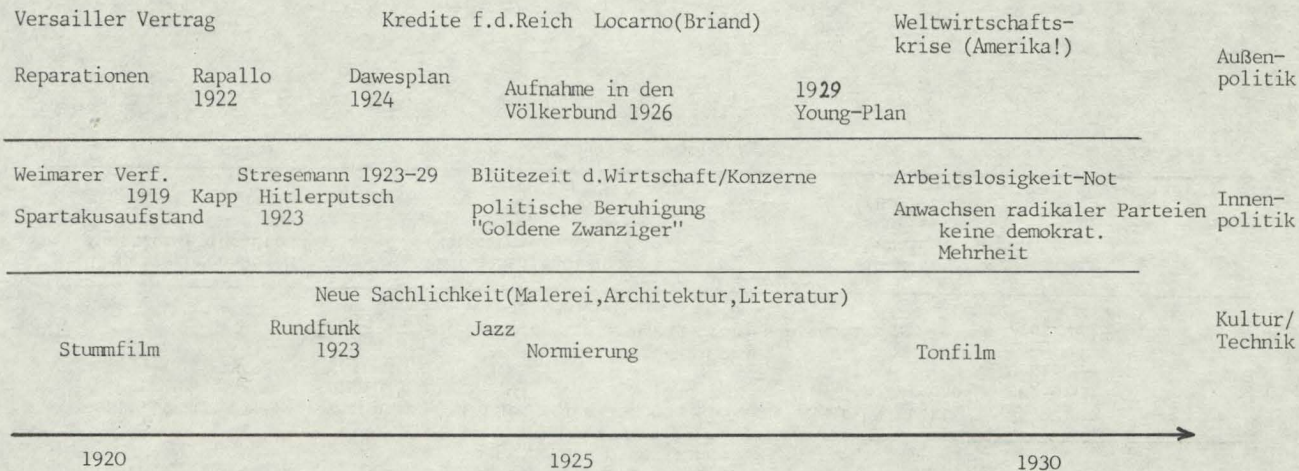 Versailler Vertrag Kredite f.d.Reich Locarno(Briand) Weltwirtschafts-
krise (Amerika!)
Außen-
politik
Reparationen Rapallo Dawesplan Aufnahme in den 1929
1922 1924 Völkerbund 1926 Young-Plan
Weimarer Verf. Stresemann 1923-29 Blütezeit d.Wirtschaft/Konzerne Arbeitslosigkeit-Not
1919 Kapp Hitlerputsch
Spartakusaufstand 1923
politische Beruhigung
"Goldene Zwanziger"
Anwachsen radikaler Parteien
keine demokrat.
Mehrheit
Innen-
politik
Neue Sachlichkeit(Malerei,Architektur,Literatur)
Rundfunk Jazz
Stummfilm 1923 Normierung Tonfilm
Kultur/
Technik
1920 1925 1930